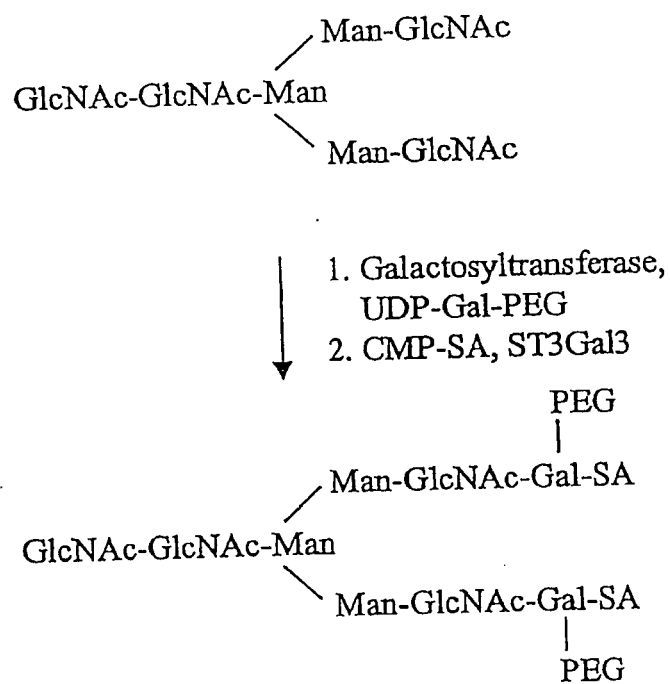 Man-GlcNAc
GlcNAc-GlcNAc-Man
Man-GlcNAc
1. Galactosyltransferase,
UDP-Gal-PEG
2. CMP-SA, ST3Gal3
PEG
Man-GlcNAc-Gal-SA
GlcNAc-GlcNAc-Man
Man-GlcNAc-Gal-SA
PEG